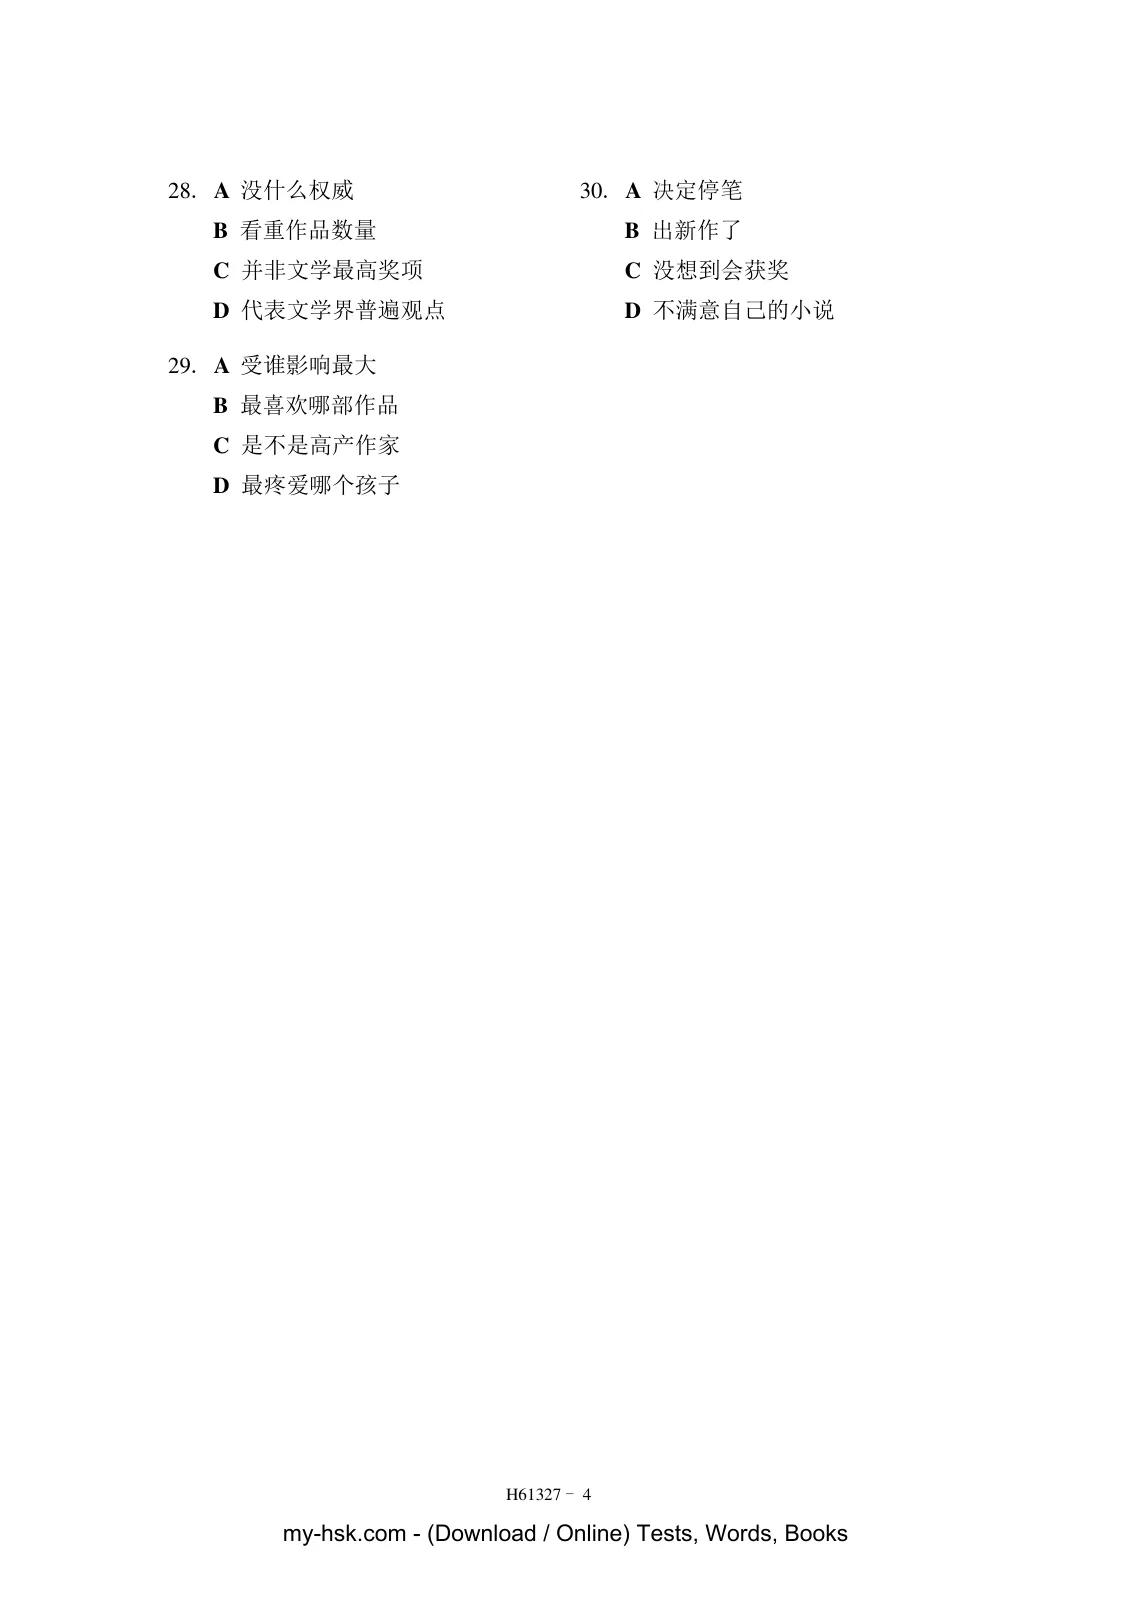 28. A 没什么权威
B 看重作品数量
C 并非文学最高奖项
D 代表文学界普遍观点
29. A 受谁影响最大
B 最喜欢哪部作品
C 是不是高产作家
D 最疼爱哪个孩子
30. A 决定停笔
B 出新作了
C 没想到会获奖
D 不满意自己的小说
H61327﹣ 4
my-hsk.com - (Download / Online) Tests, Words, Books